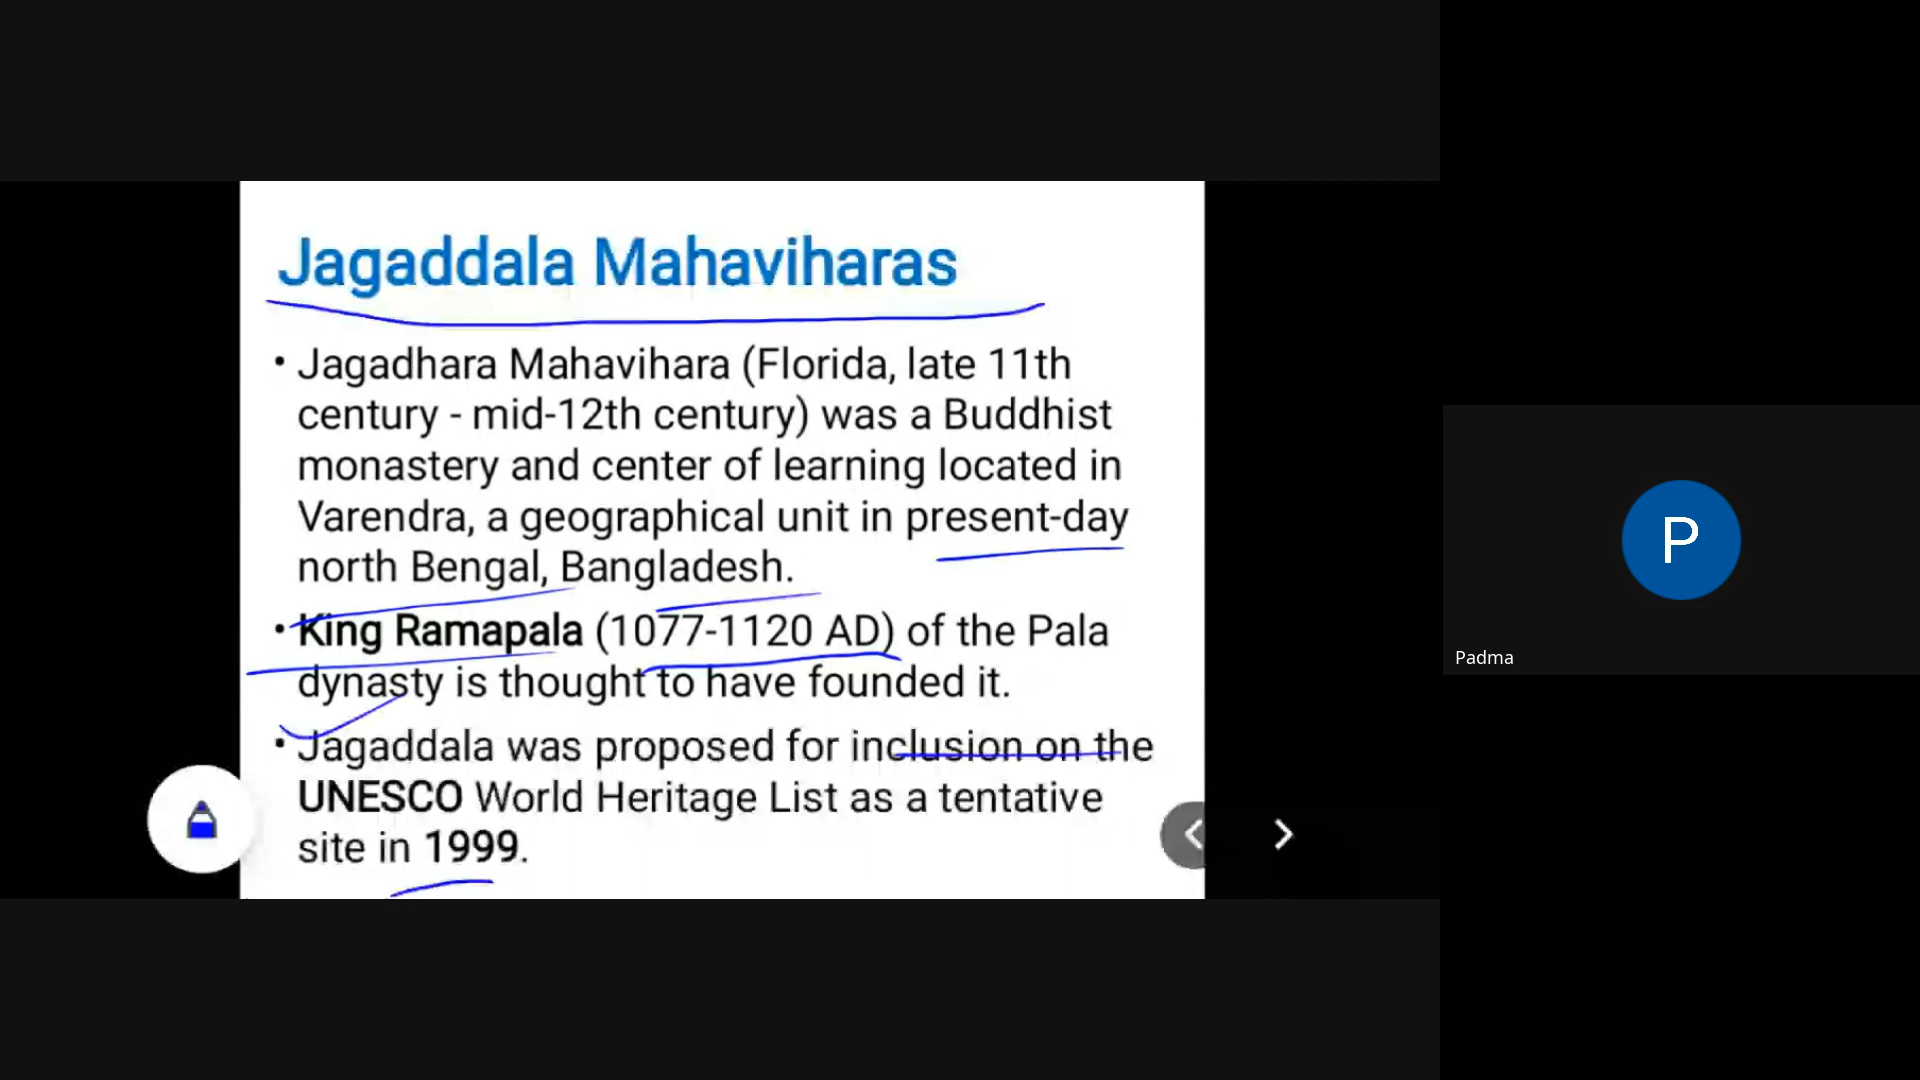 Jagaddala Mahaviharas
• Jagadhara Mahavihara (Florida, late 11th
century - mid-12th century) was a Buddhist
monastery and center of learning located in
Varendra, a geographical unit in present-day
north Bengal, Bangladesh.
• King Ramapala (1077-1120 AD) of the Pala
dynasty is thought to have founded it.
• Jagaddala was proposed for inclusion on the
UNESCO World Heritage List as a tentative
site in 1999.
P
Padma